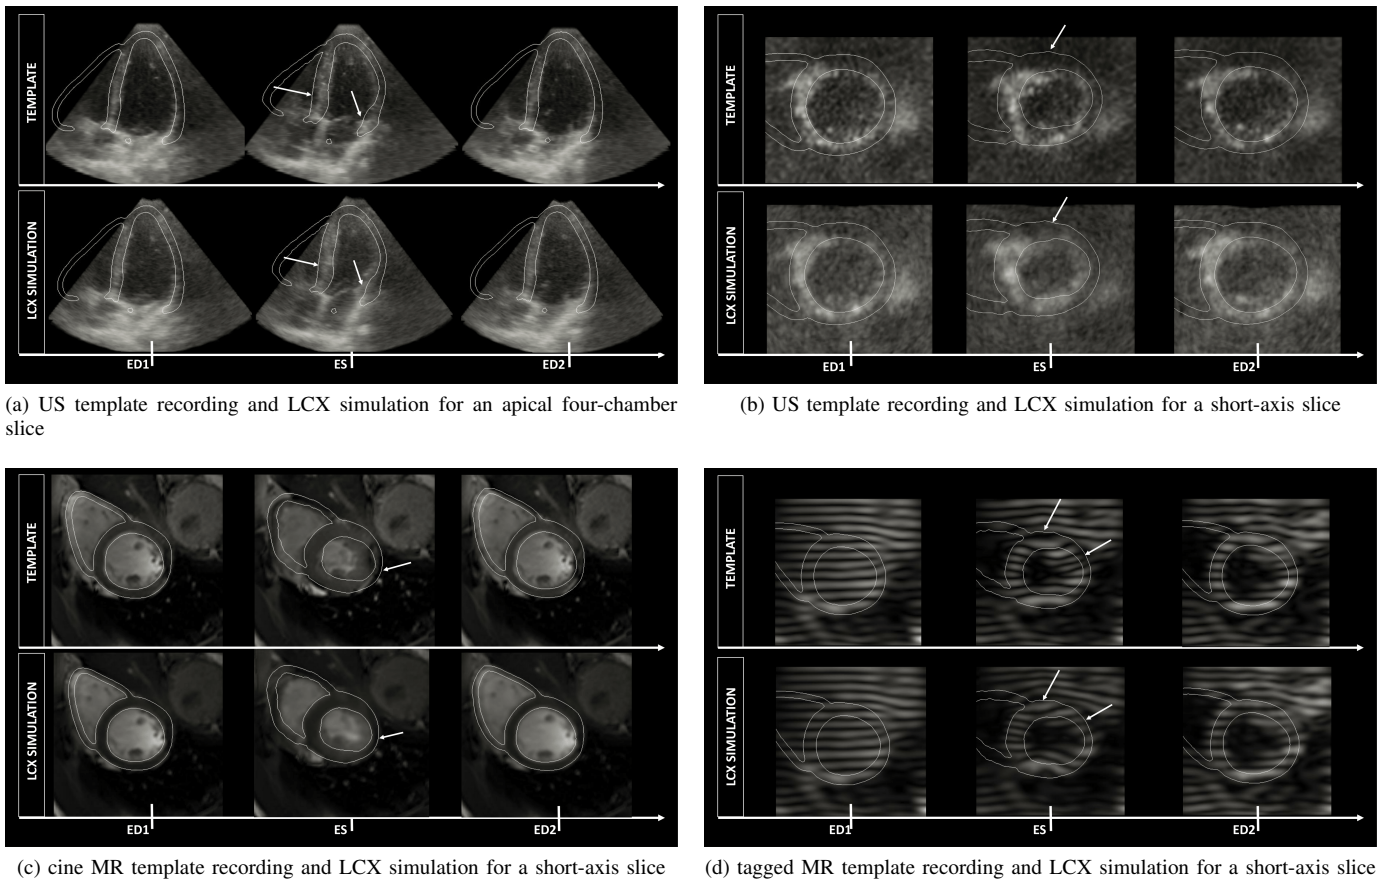 TEMPLATE
LCX SIMULATION
ED1
ES
ED2
(a) US template recording and LCX simulation for an apical four-chamber
slice
TEMPLATE
LCX SIMULATION
ED1
ES
ED2
(b) US template recording and LCX simulation for a short-axis slice
TEMPLATE
LCX SIMULATION
ED1
ES
ED2
(c) cine MR template recording and LCX simulation for a short-axis slice
TEMPLATE
LCX SIMULATION
ED1
ES
ED2
(d) tagged MR template recording and LCX simulation for a short-axis slice